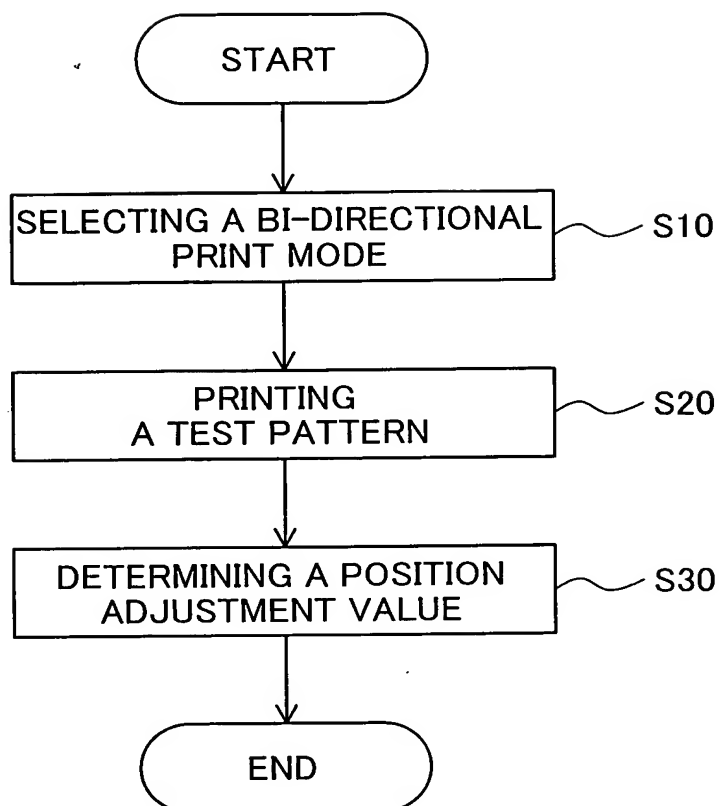 START
SELECTING A BI-DIRECTIONAL
PRINT MODE
S10
PRINTING
A TEST PATTERN
S20
DETERMINING A POSITION
ADJUSTMENT VALUE
S30
END